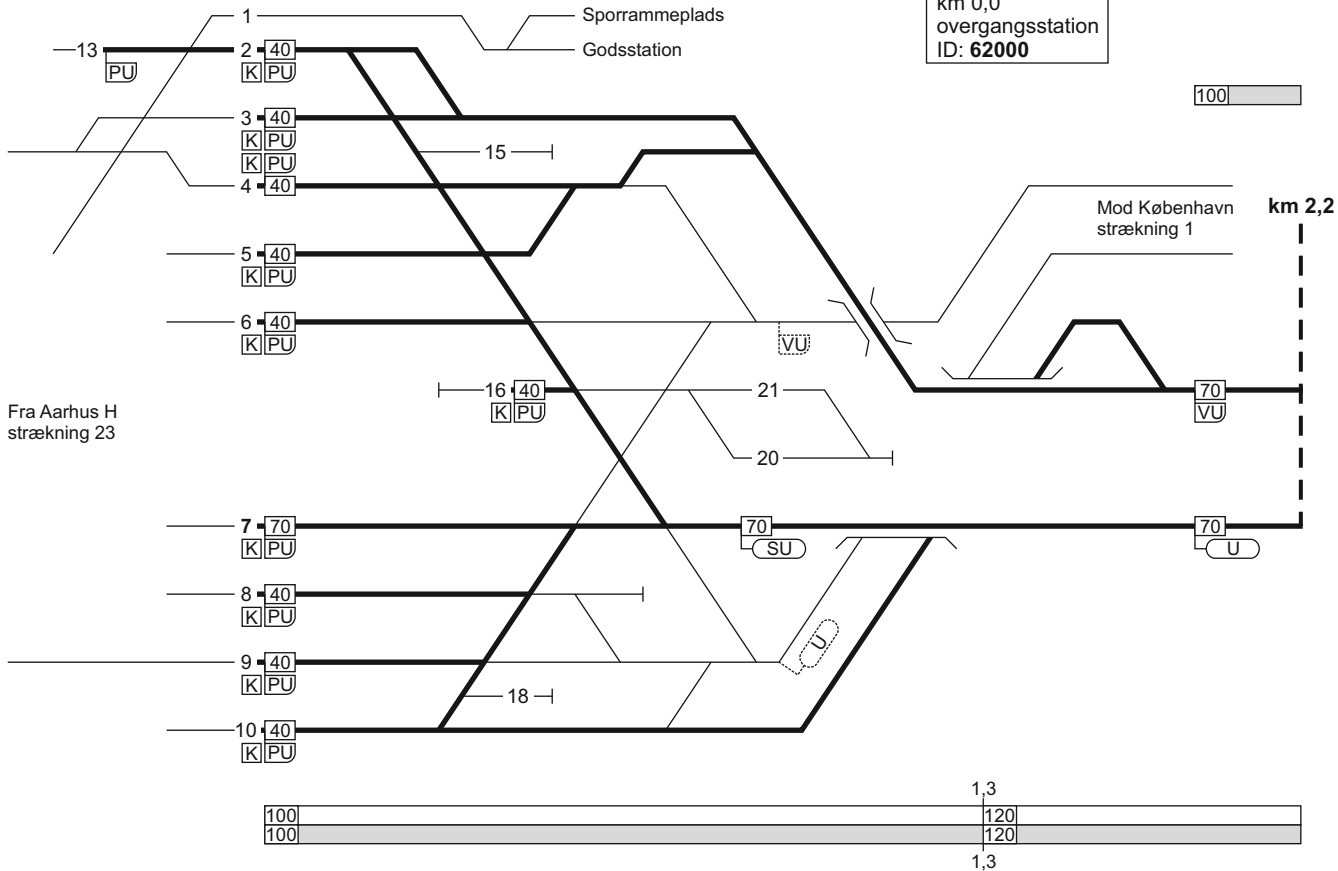 km 0,0
overgangsstation
ID: 62000
1
Sporrammeplads
13
2
40
Godsstation
PU
K
PU
100
3
40
K
PU
15
K
PU
4
40
Mod København
strækning 1
km 2,2
5
40
K
PU
6
40
K
PU
VU
16
40
21
70
K
PU
VU
Fra Aarhus H
strækning 23
20
7
70
70
70
K
PU
SU
U
8
40
K
PU
U
9
40
K
PU
18
10
40
K
PU
1,3
100
120
100
120
1,3